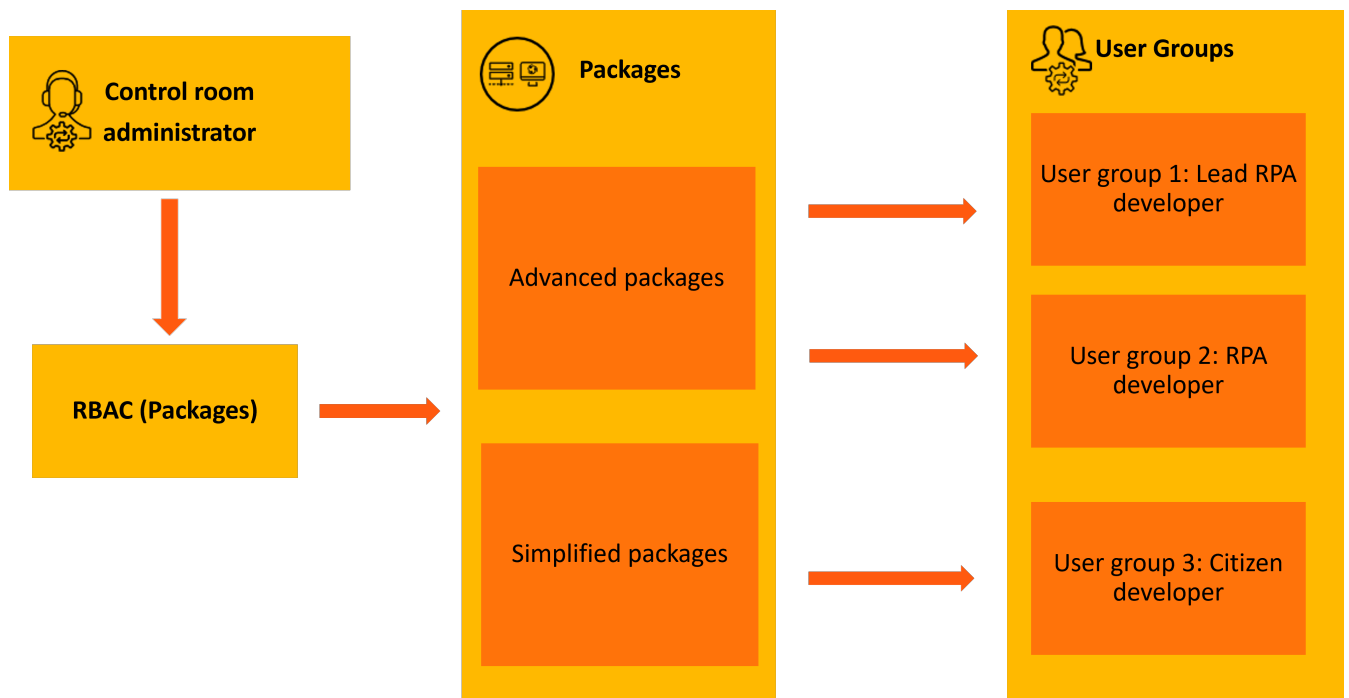 Control room
administrator
RBAC (Packages)
Packages
Advanced packages
Simplified packages
User Groups
User group 1: Lead RPA
developer
User group 2: RPA
developer
User group 3: Citizen
developer